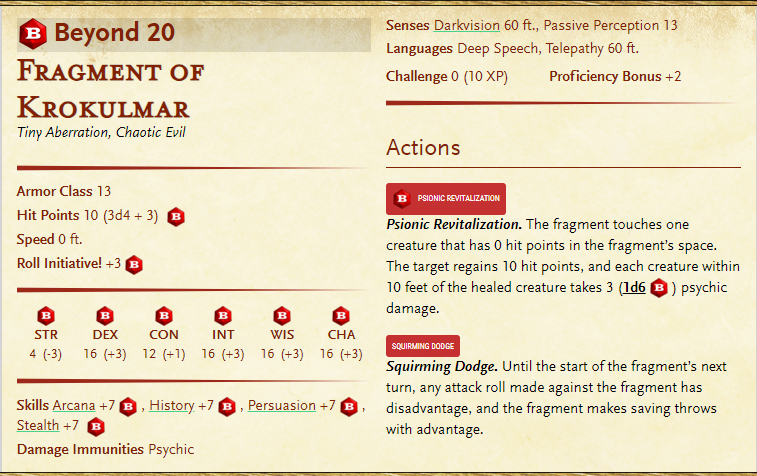 Beyond 20
Fragment of
Krokulmar
Tiny Aberration, Chaotic Evil
Armor Class 13
Hit Points 10 (3d4 + 3)
Speed 0 ft.
Roll Initiative! +3
STR DEX CON INT WIS CHA
4 (-3) 16 (+3) 12 (+1) 16 (+3) 16 (+3) 16 (+3)
Skills Arcana +7 , History +7 , Persuasion +7 ,
Stealth +7
Damage Immunities Psychic
Senses Darkvision 60 ft., Passive Perception 13
Languages Deep Speech, Telepathy 60 ft.
Challenge 0 (10 XP) Proficiency Bonus +2
Actions
PSIONIC REVITALIZATION
Psionic Revitalization. The fragment touches one
creature that has 0 hit points in the fragment's space.
The target regains 10 hit points, and each creature within
10 feet of the healed creature takes 3 (1d6 ) psychic
damage.
SQUIRMING DODGE
Squirming Dodge. Until the start of the fragment's next
turn, any attack roll made against the fragment has
disadvantage, and the fragment makes saving throws
with advantage.